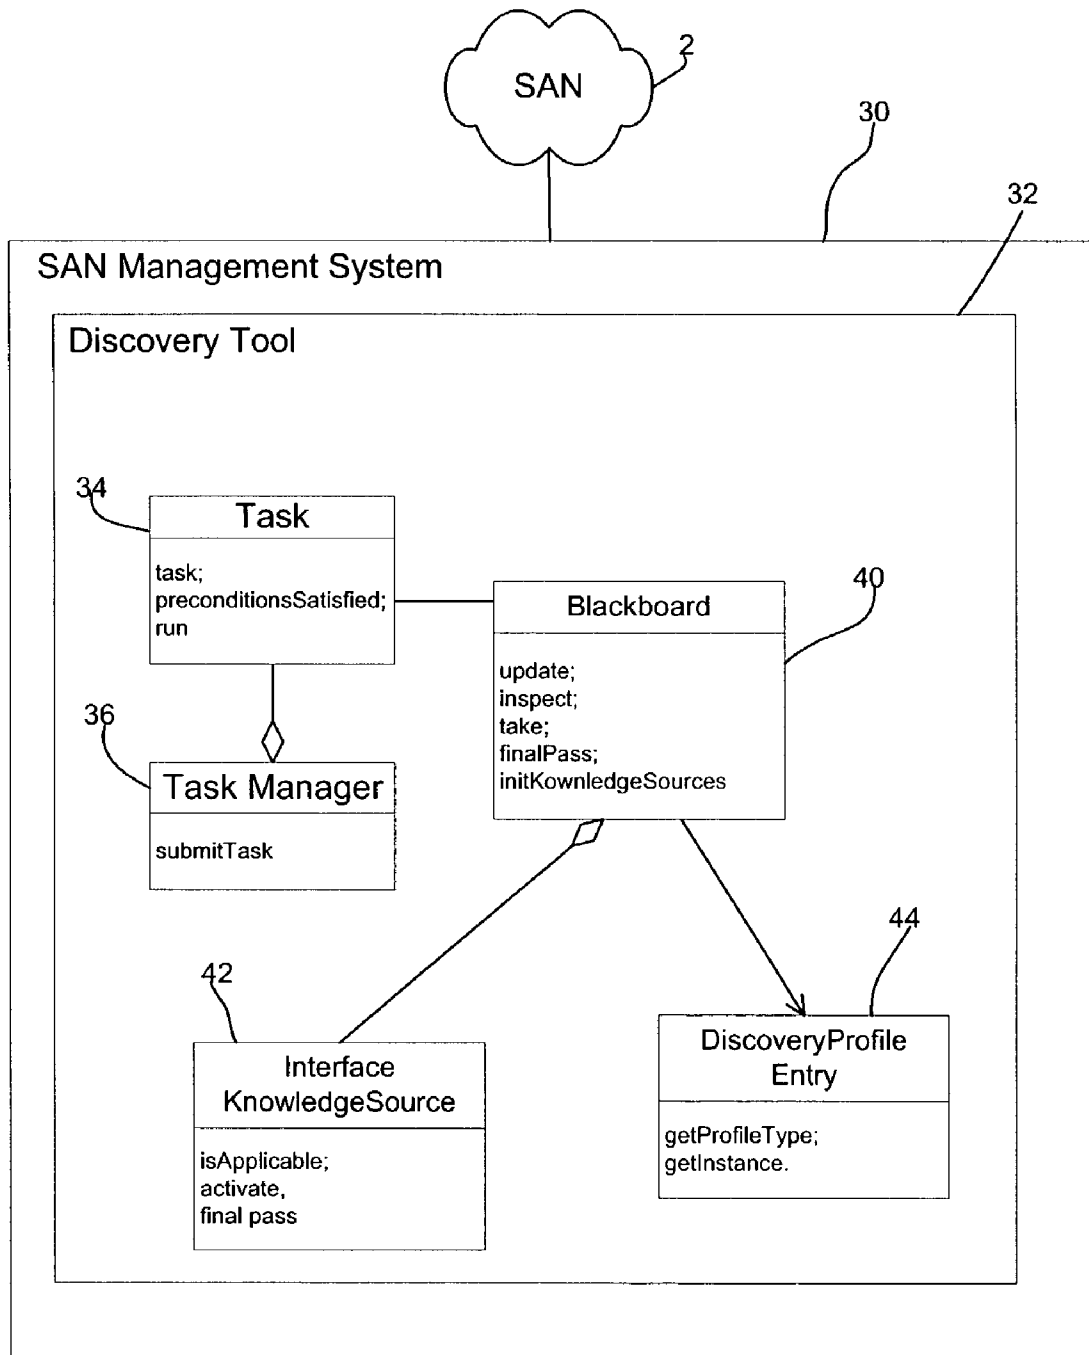 SAN
2
30
32
SAN Management System
Discovery Tool
34
Task
task;
preconditionsSatisfied;
run
40
Blackboard
update;
inspect;
take;
finalPass;
initKownledgeSources
36
Task Manager
submitTask
42
Interface
KnowledgeSource
isApplicable;
activate,
final pass
44
DiscoveryProfile
Entry
getProfileType;
getInstance.